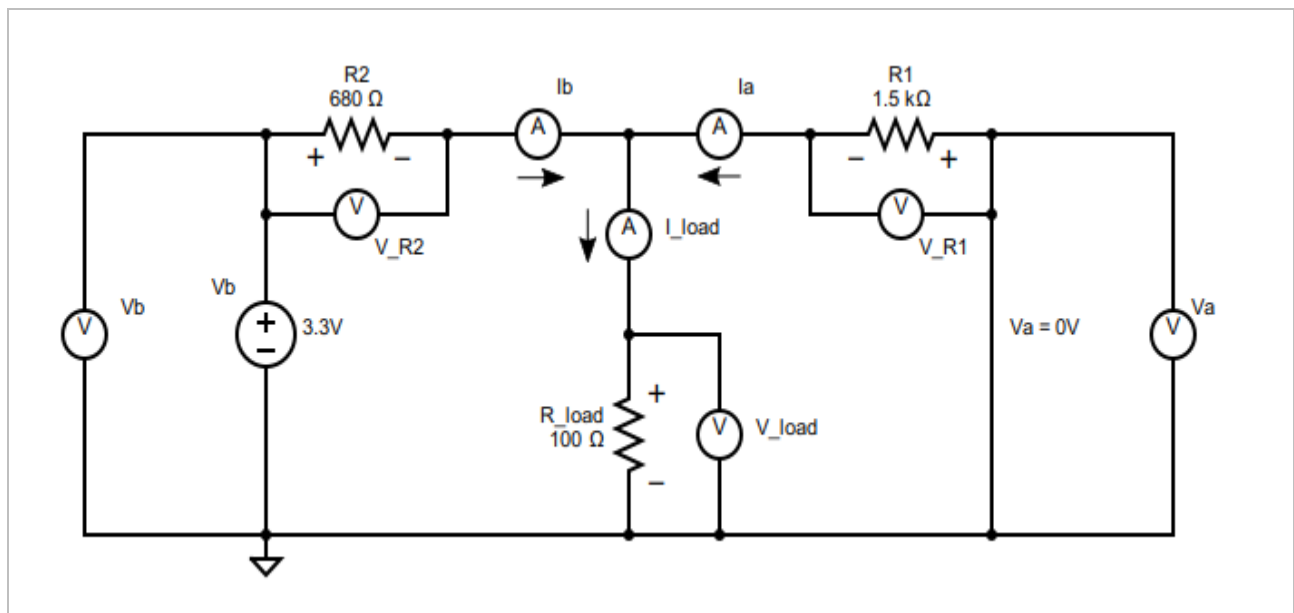 R2
680 Ω
Ib
Ia
R1
1.5 kΩ
A
A
+
−
−
+
V
V_R2
A
I_load
V
V_R1
Vb
V
Vb
+
−
3.3V
Va = 0V
Va
V
R_load
100 Ω
+
−
V
V_load